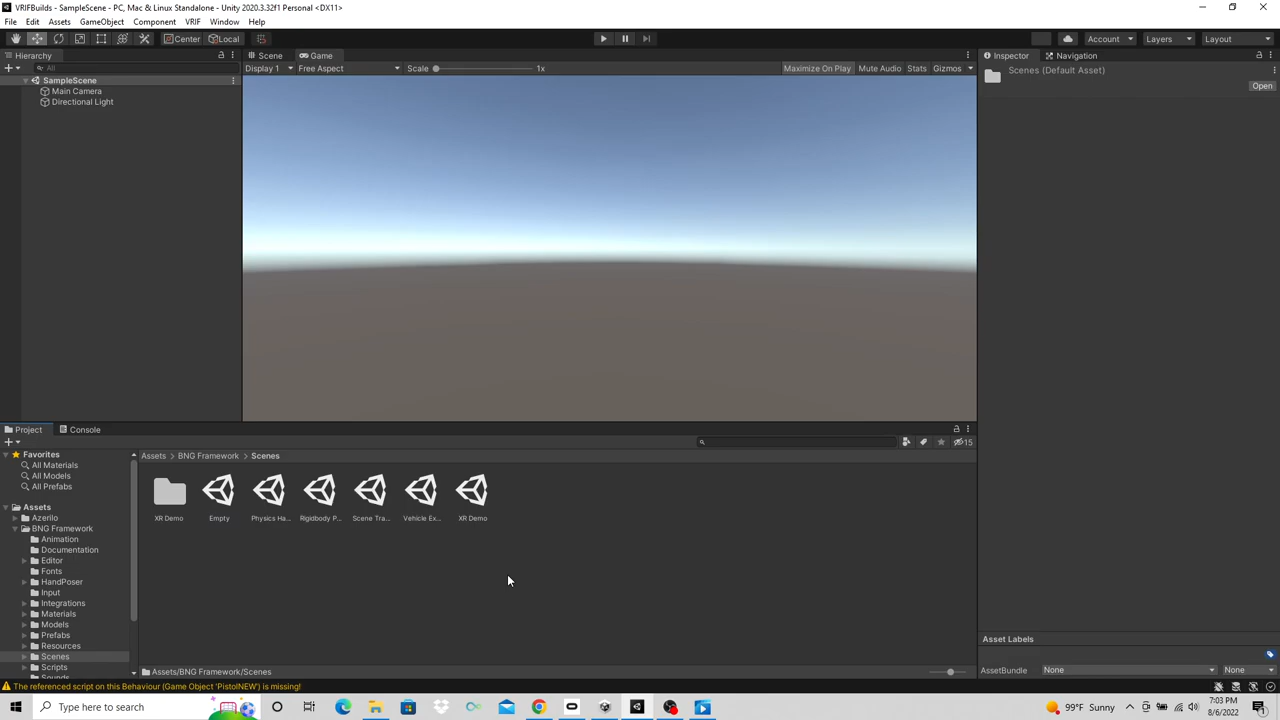 VRIFBuilds - SampleScene - PC, Mac & Linux Standalone - Unity 2020.3.32f1 Personal <DX11>
File Edit Assets GameObject Component VRIF Window Help
Center Local Account Layers Layout
Hierarchy Scene Game Inspector Navigation
All Display 1 Free Aspect Scale 1x Maximize On Play Mute Audio Stats Gizmos Scenes (Default Asset)
SampleScene Open
Main Camera
Directional Light
Project Console
15
Favorites Assets > BNG Framework > Scenes
All Materials
All Models
All Prefabs
Assets
Azerilo XR Demo Empty Physics Ha... Rigidbody P... Scene Tra... Vehicle Ex... XR Demo
BNG Framework
Animation
Documentation
Editor
Fonts
HandPoser
Input
Integrations
Materials
Models
Prefabs Asset Labels
Resources
Scenes
Scripts Assets/BNG Framework/Scenes AssetBundle None None
The referenced script on this Behaviour (Game Object 'PistolNEW') is missing!
Type here to search 99°F Sunny 7:03 PM
8/6/2022